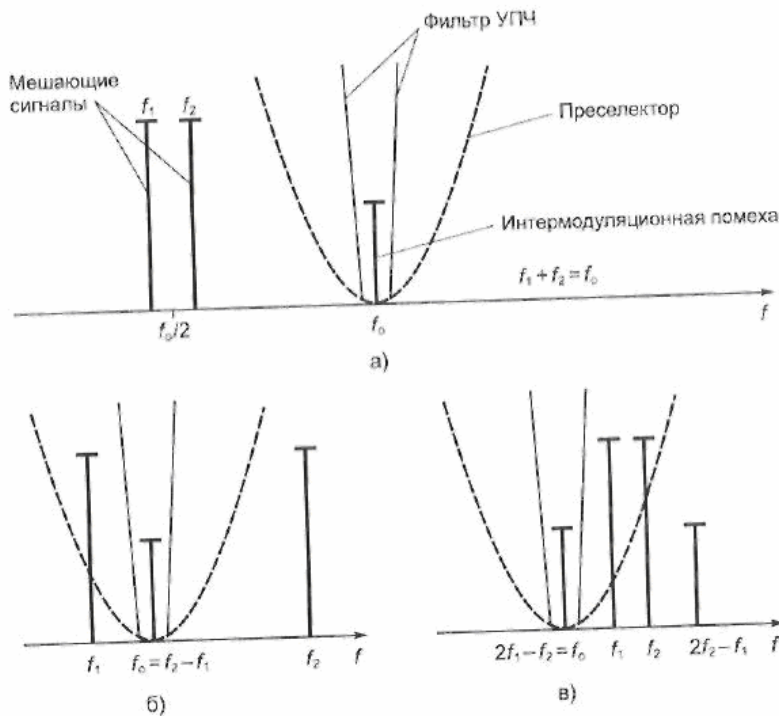 Фильтр УПЧ
Мешающие
сигналы
f₁ f₂
Преселектор
Интермодуляционная помеха
f₁ + f₂ = f₀
f₀/2 f₀ f
а)
f₁ f₀ = f₂ − f₁ f₂ f
б)
2f₁ − f₂ = f₀ f₁ f₂ 2f₂ − f₁ f
в)